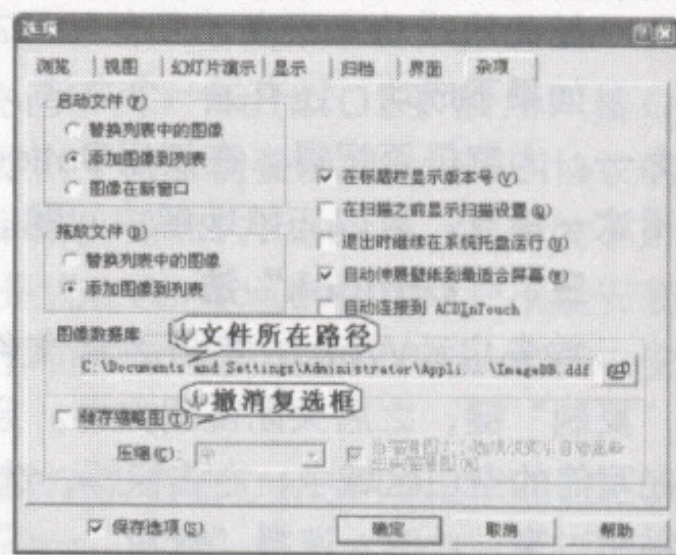 选项
浏览 视图 幻灯片演示 显示 归档 界面 杂项
启动文件(P)
替换列表中的图像
添加图像到列表
图像在新窗口
拖放文件(D)
替换列表中的图像
添加图像到列表
在标题栏显示版本号(V)
在扫描之前显示扫描设置(Q)
退出时继续在系统托盘运行(U)
自动伸展壁纸到最适合屏幕(W)
自动连接到 ACDInTouch
图像数据库
①文件所在路径
C:\Documents and Settings\Administrator\Appli...\ImageDB.ddf
①撤消复选框
储存缩略图(T)
压缩(C): 中
保存选项(S)
确定 取消 帮助